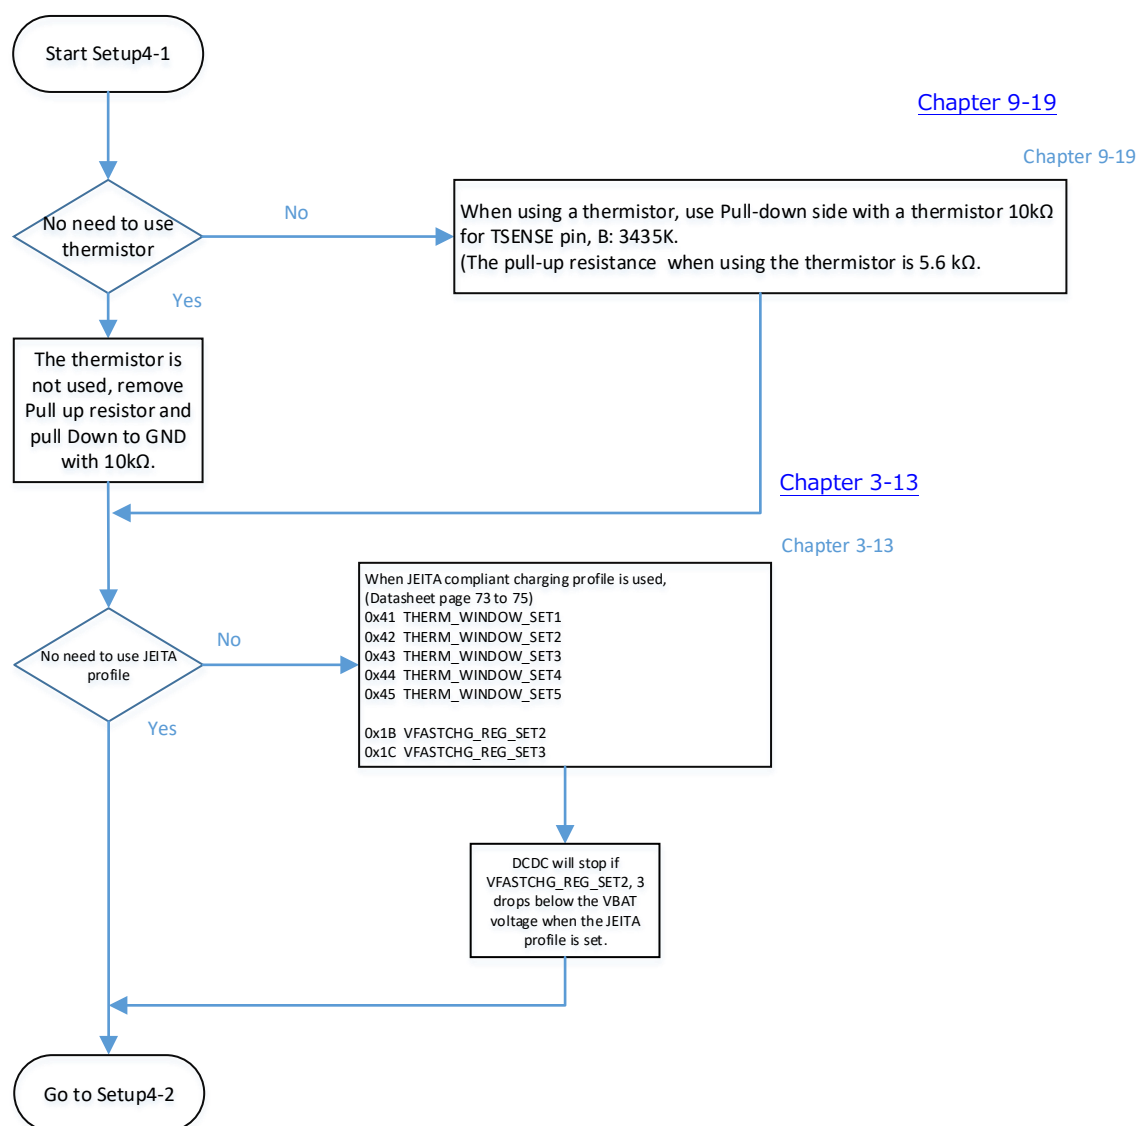 Start Setup4-1
Chapter 9-19
Chapter 9-19
No need to use
thermistor
No
When using a thermistor, use Pull-down side with a thermistor 10kΩ
for TSENSE pin, B: 3435K.
(The pull-up resistance  when using the thermistor is 5.6 kΩ.
Yes
The thermistor is
not used, remove
Pull up resistor and
pull Down to GND
with 10kΩ.
Chapter 3-13
Chapter 3-13
No need to use JEITA
profile
No
When JEITA compliant charging profile is used,
(Datasheet page 73 to 75)
0x41  THERM_WINDOW_SET1
0x42  THERM_WINDOW_SET2
0x43  THERM_WINDOW_SET3
0x44  THERM_WINDOW_SET4
0x45  THERM_WINDOW_SET5
0x1B  VFASTCHG_REG_SET2
0x1C  VFASTCHG_REG_SET3
Yes
DCDC will stop if
VFASTCHG_REG_SET2, 3
drops below the VBAT
voltage when the JEITA
profile is set.
Go to Setup4-2